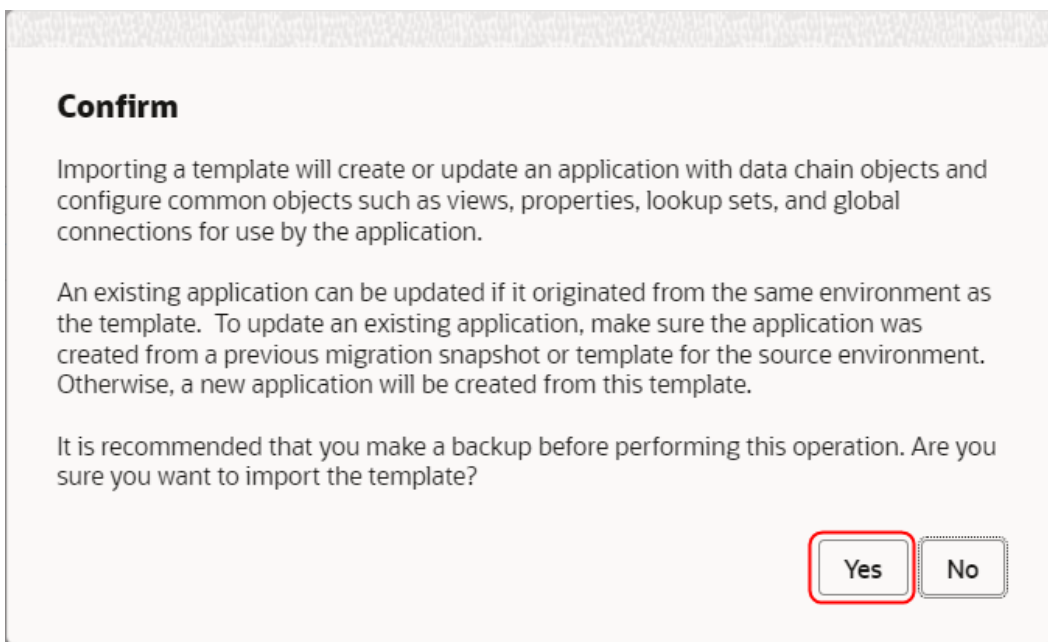 Confirm
Importing a template will create or update an application with data chain objects and
configure common objects such as views, properties, lookup sets, and global
connections for use by the application.
An existing application can be updated if it originated from the same environment as
the template.  To update an existing application, make sure the application was
created from a previous migration snapshot or template for the source environment.
Otherwise, a new application will be created from this template.
It is recommended that you make a backup before performing this operation. Are you
sure you want to import the template?
Yes No